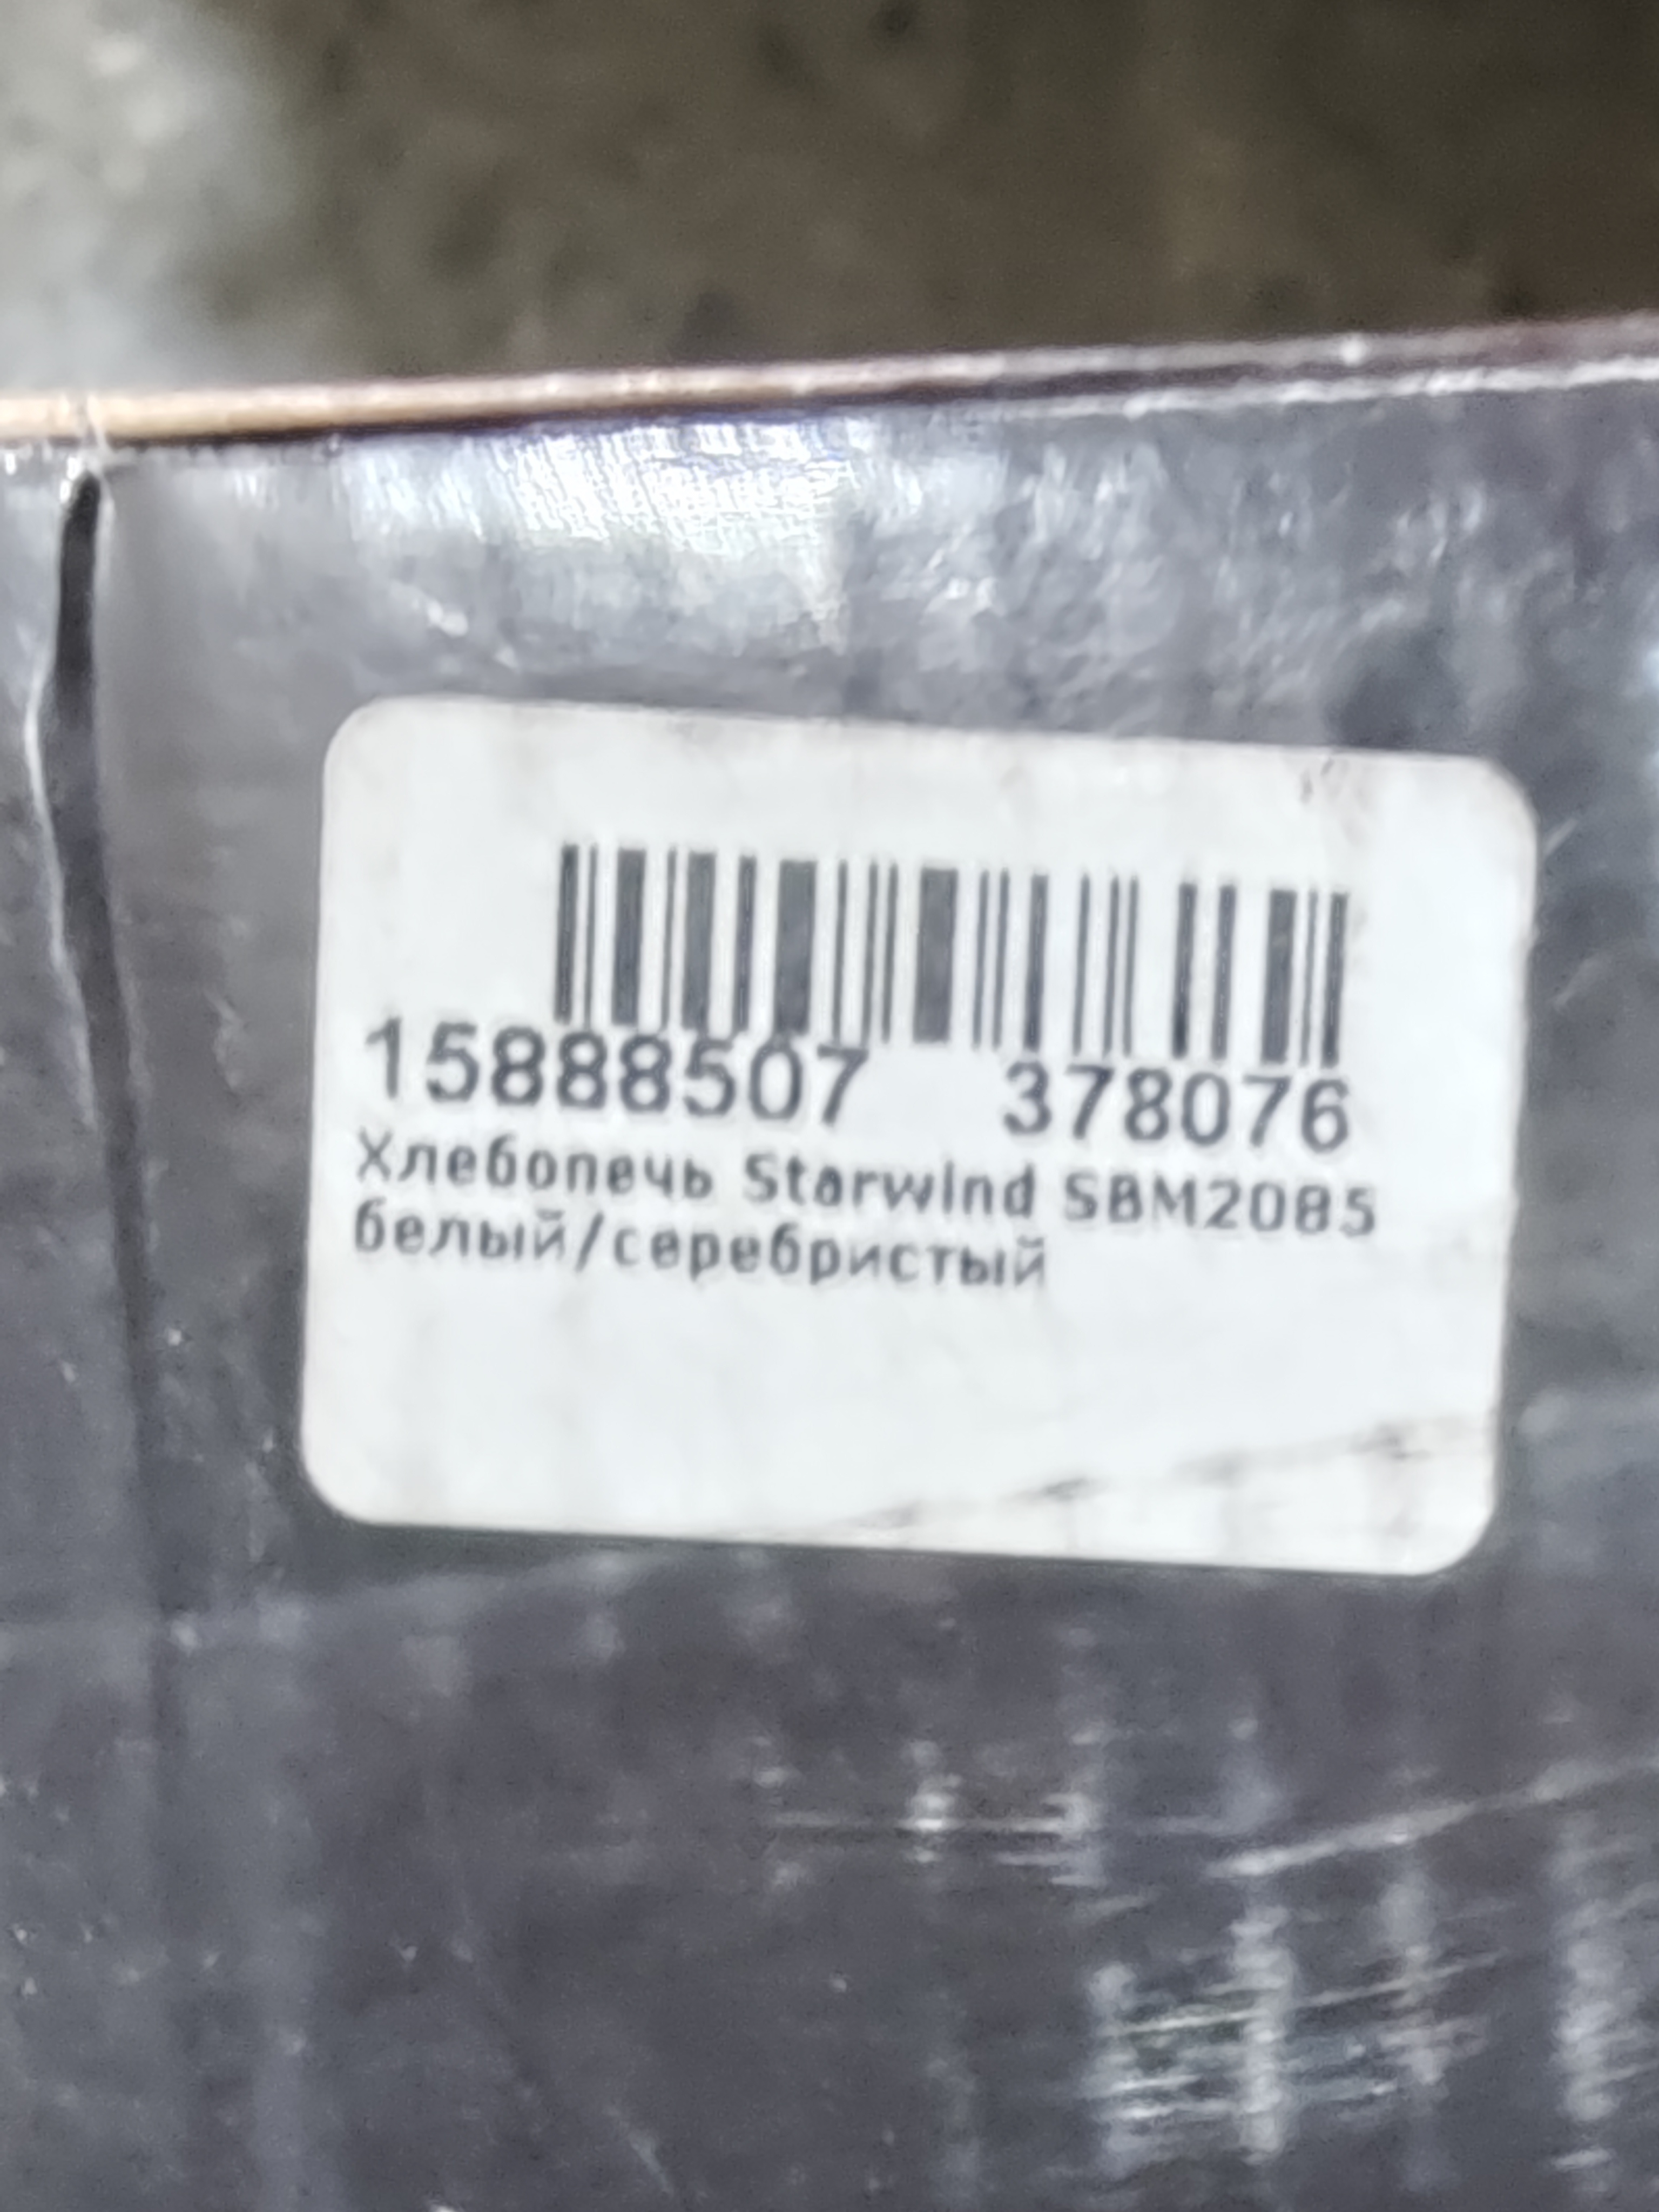 15888507 378076
Хлебопечь Starwind SBM2085
белый/серебристый